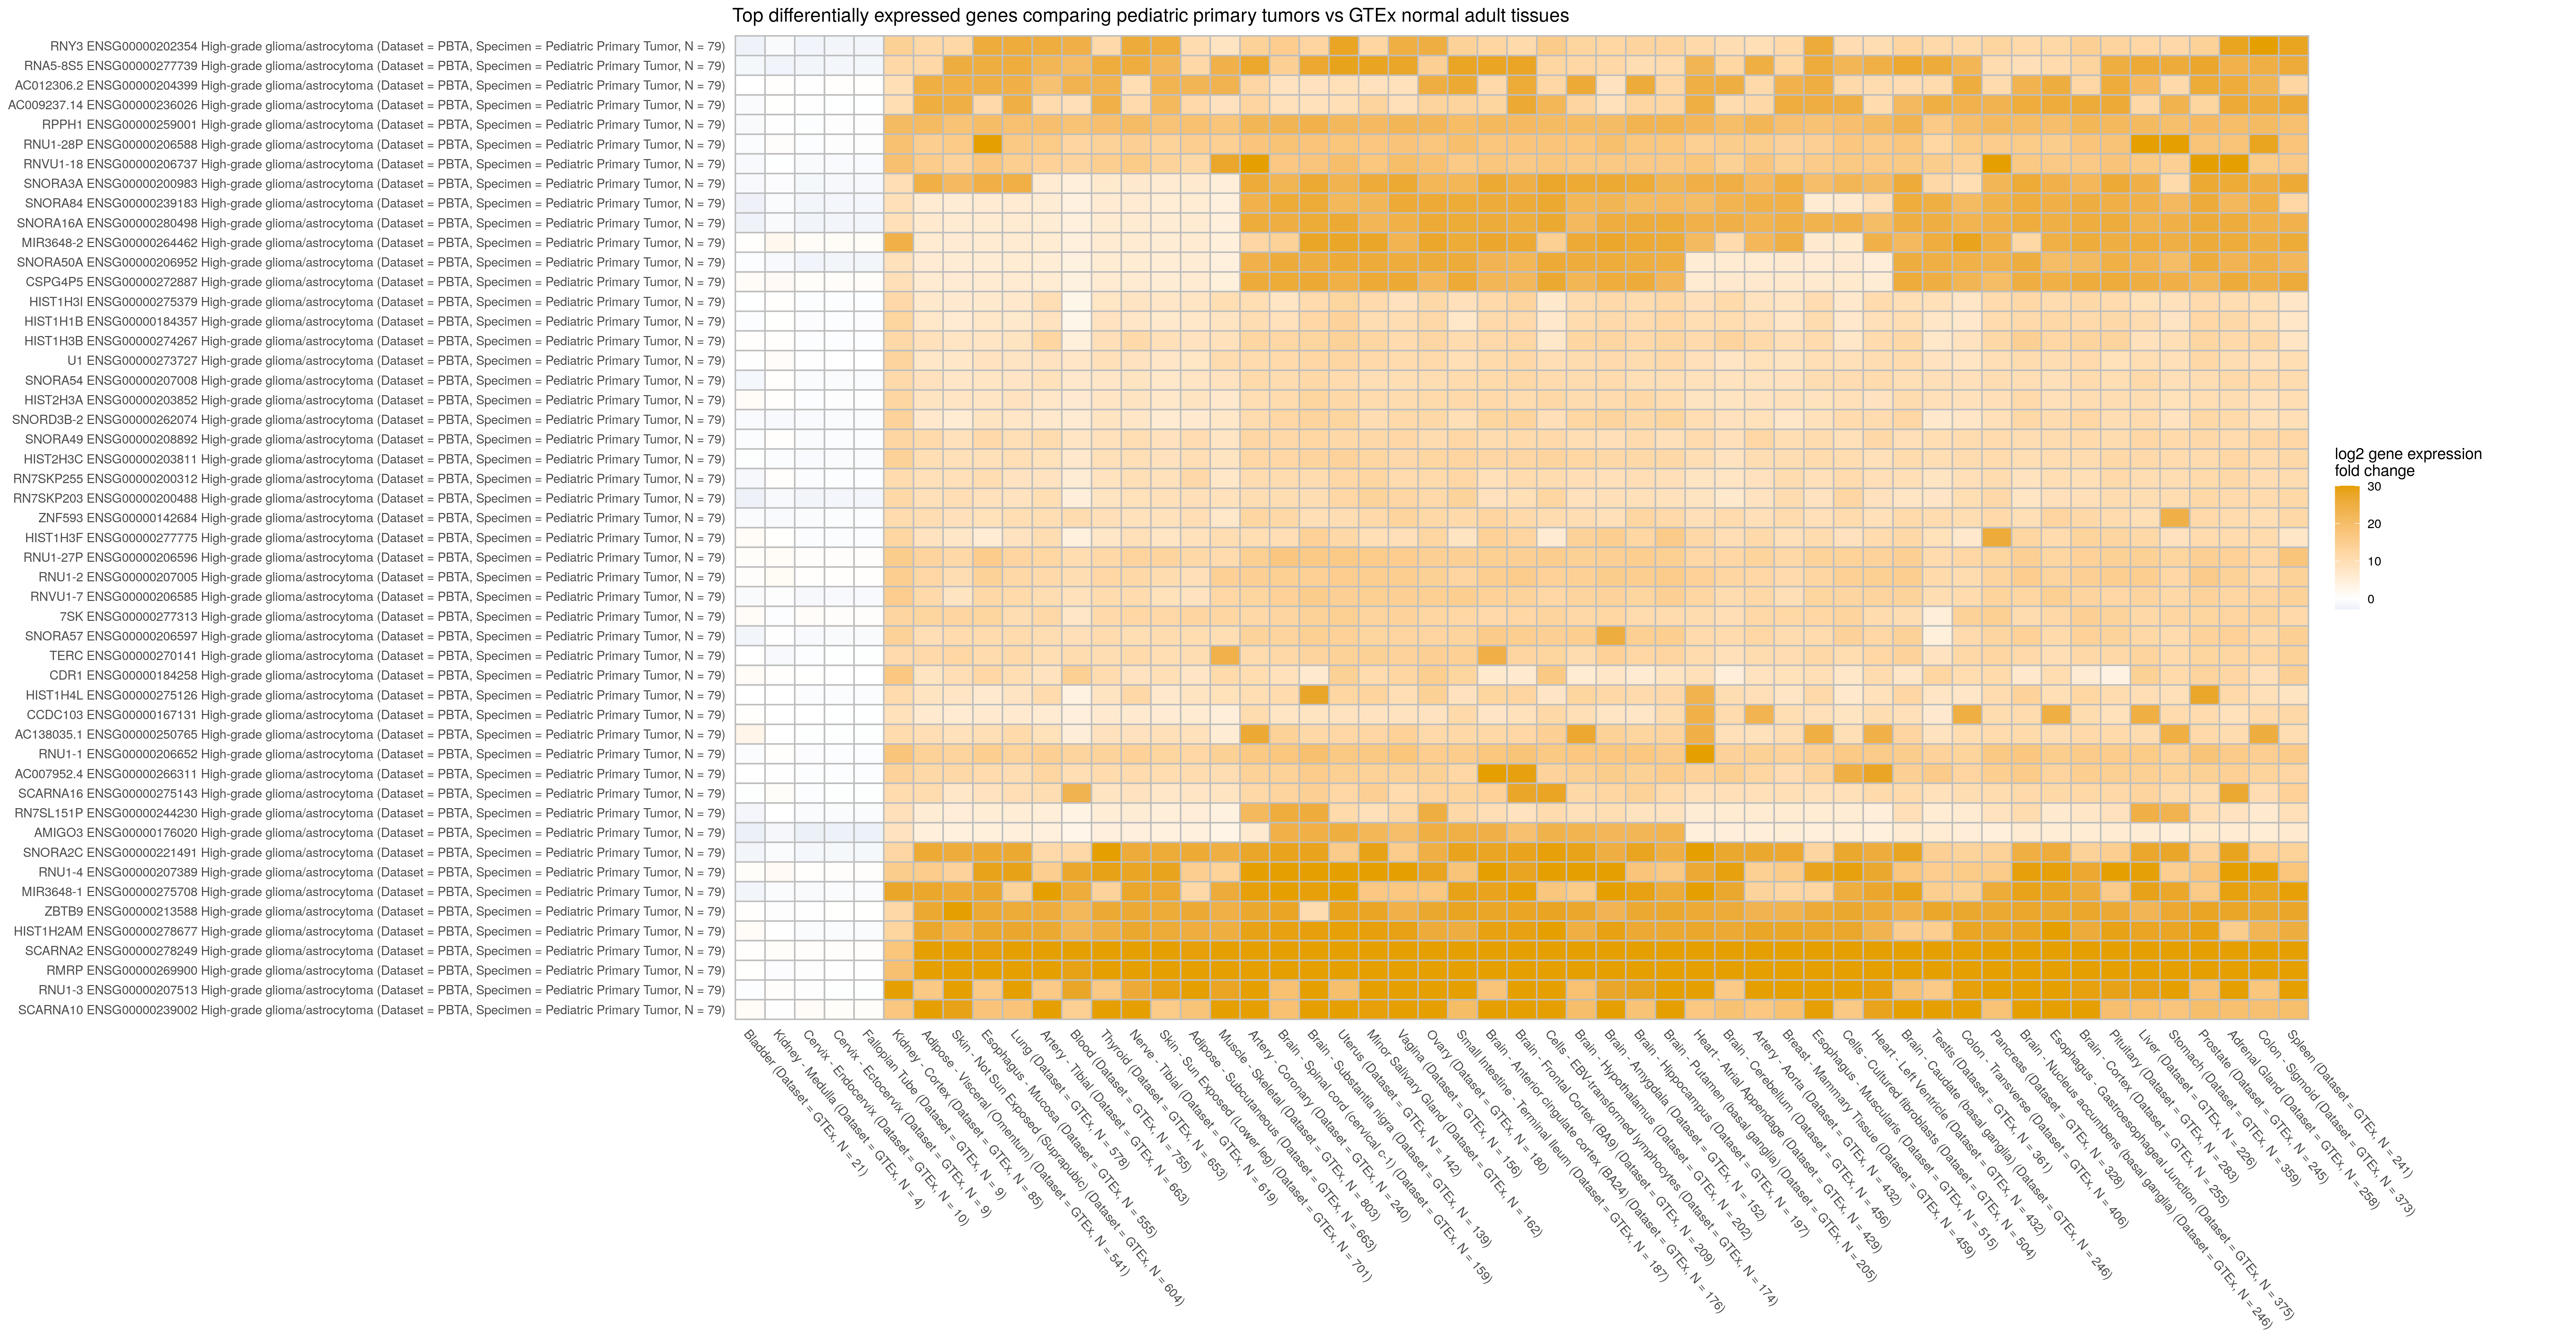 Top differentially expressed genes comparing pediatric primary tumors vs GTEx normal adult tissues
RNY3 ENSG00000202354 High-grade glioma/astrocytoma (Dataset = PBTA, Specimen = Pediatric Primary Tumor, N = 79)
RNA5-8S5 ENSG00000277739 High-grade glioma/astrocytoma (Dataset = PBTA, Specimen = Pediatric Primary Tumor, N = 79)
AC012306.2 ENSG00000204399 High-grade glioma/astrocytoma (Dataset = PBTA, Specimen = Pediatric Primary Tumor, N = 79)
AC009237.14 ENSG00000236026 High-grade glioma/astrocytoma (Dataset = PBTA, Specimen = Pediatric Primary Tumor, N = 79)
RPPH1 ENSG00000259001 High-grade glioma/astrocytoma (Dataset = PBTA, Specimen = Pediatric Primary Tumor, N = 79)
RNU1-28P ENSG00000206588 High-grade glioma/astrocytoma (Dataset = PBTA, Specimen = Pediatric Primary Tumor, N = 79)
RNVU1-18 ENSG00000206737 High-grade glioma/astrocytoma (Dataset = PBTA, Specimen = Pediatric Primary Tumor, N = 79)
SNORA3A ENSG00000200983 High-grade glioma/astrocytoma (Dataset = PBTA, Specimen = Pediatric Primary Tumor, N = 79)
SNORA84 ENSG00000239183 High-grade glioma/astrocytoma (Dataset = PBTA, Specimen = Pediatric Primary Tumor, N = 79)
SNORA16A ENSG00000280498 High-grade glioma/astrocytoma (Dataset = PBTA, Specimen = Pediatric Primary Tumor, N = 79)
MIR3648-2 ENSG00000264462 High-grade glioma/astrocytoma (Dataset = PBTA, Specimen = Pediatric Primary Tumor, N = 79)
SNORA50A ENSG00000206952 High-grade glioma/astrocytoma (Dataset = PBTA, Specimen = Pediatric Primary Tumor, N = 79)
CSPG4P5 ENSG00000272887 High-grade glioma/astrocytoma (Dataset = PBTA, Specimen = Pediatric Primary Tumor, N = 79)
HIST1H3I ENSG00000275379 High-grade glioma/astrocytoma (Dataset = PBTA, Specimen = Pediatric Primary Tumor, N = 79)
HIST1H1B ENSG00000184357 High-grade glioma/astrocytoma (Dataset = PBTA, Specimen = Pediatric Primary Tumor, N = 79)
HIST1H3B ENSG00000274267 High-grade glioma/astrocytoma (Dataset = PBTA, Specimen = Pediatric Primary Tumor, N = 79)
U1 ENSG00000273727 High-grade glioma/astrocytoma (Dataset = PBTA, Specimen = Pediatric Primary Tumor, N = 79)
SNORA54 ENSG00000207008 High-grade glioma/astrocytoma (Dataset = PBTA, Specimen = Pediatric Primary Tumor, N = 79)
HIST2H3A ENSG00000203852 High-grade glioma/astrocytoma (Dataset = PBTA, Specimen = Pediatric Primary Tumor, N = 79)
SNORD3B-2 ENSG00000262074 High-grade glioma/astrocytoma (Dataset = PBTA, Specimen = Pediatric Primary Tumor, N = 79)
SNORA49 ENSG00000208892 High-grade glioma/astrocytoma (Dataset = PBTA, Specimen = Pediatric Primary Tumor, N = 79)
HIST2H3C ENSG00000203811 High-grade glioma/astrocytoma (Dataset = PBTA, Specimen = Pediatric Primary Tumor, N = 79)
RN7SKP255 ENSG00000200312 High-grade glioma/astrocytoma (Dataset = PBTA, Specimen = Pediatric Primary Tumor, N = 79)
RN7SKP203 ENSG00000200488 High-grade glioma/astrocytoma (Dataset = PBTA, Specimen = Pediatric Primary Tumor, N = 79)
ZNF593 ENSG00000142684 High-grade glioma/astrocytoma (Dataset = PBTA, Specimen = Pediatric Primary Tumor, N = 79)
HIST1H3F ENSG00000277775 High-grade glioma/astrocytoma (Dataset = PBTA, Specimen = Pediatric Primary Tumor, N = 79)
RNU1-27P ENSG00000206596 High-grade glioma/astrocytoma (Dataset = PBTA, Specimen = Pediatric Primary Tumor, N = 79)
RNU1-2 ENSG00000207005 High-grade glioma/astrocytoma (Dataset = PBTA, Specimen = Pediatric Primary Tumor, N = 79)
RNVU1-7 ENSG00000206585 High-grade glioma/astrocytoma (Dataset = PBTA, Specimen = Pediatric Primary Tumor, N = 79)
7SK ENSG00000277313 High-grade glioma/astrocytoma (Dataset = PBTA, Specimen = Pediatric Primary Tumor, N = 79)
SNORA57 ENSG00000206597 High-grade glioma/astrocytoma (Dataset = PBTA, Specimen = Pediatric Primary Tumor, N = 79)
TERC ENSG00000270141 High-grade glioma/astrocytoma (Dataset = PBTA, Specimen = Pediatric Primary Tumor, N = 79)
CDR1 ENSG00000184258 High-grade glioma/astrocytoma (Dataset = PBTA, Specimen = Pediatric Primary Tumor, N = 79)
HIST1H4L ENSG00000275126 High-grade glioma/astrocytoma (Dataset = PBTA, Specimen = Pediatric Primary Tumor, N = 79)
CCDC103 ENSG00000167131 High-grade glioma/astrocytoma (Dataset = PBTA, Specimen = Pediatric Primary Tumor, N = 79)
AC138035.1 ENSG00000250765 High-grade glioma/astrocytoma (Dataset = PBTA, Specimen = Pediatric Primary Tumor, N = 79)
RNU1-1 ENSG00000206652 High-grade glioma/astrocytoma (Dataset = PBTA, Specimen = Pediatric Primary Tumor, N = 79)
AC007952.4 ENSG00000266311 High-grade glioma/astrocytoma (Dataset = PBTA, Specimen = Pediatric Primary Tumor, N = 79)
SCARNA16 ENSG00000275143 High-grade glioma/astrocytoma (Dataset = PBTA, Specimen = Pediatric Primary Tumor, N = 79)
RN7SL151P ENSG00000244230 High-grade glioma/astrocytoma (Dataset = PBTA, Specimen = Pediatric Primary Tumor, N = 79)
AMIGO3 ENSG00000176020 High-grade glioma/astrocytoma (Dataset = PBTA, Specimen = Pediatric Primary Tumor, N = 79)
SNORA2C ENSG00000221491 High-grade glioma/astrocytoma (Dataset = PBTA, Specimen = Pediatric Primary Tumor, N = 79)
RNU1-4 ENSG00000207389 High-grade glioma/astrocytoma (Dataset = PBTA, Specimen = Pediatric Primary Tumor, N = 79)
MIR3648-1 ENSG00000275708 High-grade glioma/astrocytoma (Dataset = PBTA, Specimen = Pediatric Primary Tumor, N = 79)
ZBTB9 ENSG00000213588 High-grade glioma/astrocytoma (Dataset = PBTA, Specimen = Pediatric Primary Tumor, N = 79)
HIST1H2AM ENSG00000278677 High-grade glioma/astrocytoma (Dataset = PBTA, Specimen = Pediatric Primary Tumor, N = 79)
SCARNA2 ENSG00000278249 High-grade glioma/astrocytoma (Dataset = PBTA, Specimen = Pediatric Primary Tumor, N = 79)
RMRP ENSG00000269900 High-grade glioma/astrocytoma (Dataset = PBTA, Specimen = Pediatric Primary Tumor, N = 79)
RNU1-3 ENSG00000207513 High-grade glioma/astrocytoma (Dataset = PBTA, Specimen = Pediatric Primary Tumor, N = 79)
SCARNA10 ENSG00000239002 High-grade glioma/astrocytoma (Dataset = PBTA, Specimen = Pediatric Primary Tumor, N = 79)
Bladder (Dataset = GTEx, N = 21)
Kidney - Medulla (Dataset = GTEx, N = 4)
Cervix - Endocervix (Dataset = GTEx, N = 10)
Cervix - Ectocervix (Dataset = GTEx, N = 9)
Fallopian Tube (Dataset = GTEx, N = 9)
Kidney - Cortex (Dataset = GTEx, N = 85)
Adipose - Visceral (Omentum) (Dataset = GTEx, N = 541)
Skin - Not Sun Exposed (Suprapubic) (Dataset = GTEx, N = 604)
Esophagus - Mucosa (Dataset = GTEx, N = 555)
Lung (Dataset = GTEx, N = 578)
Artery - Tibial (Dataset = GTEx, N = 663)
Blood (Dataset = GTEx, N = 755)
Thyroid (Dataset = GTEx, N = 653)
Nerve - Tibial (Dataset = GTEx, N = 619)
Skin - Sun Exposed (Lower leg) (Dataset = GTEx, N = 701)
Adipose - Subcutaneous (Dataset = GTEx, N = 663)
Muscle - Skeletal (Dataset = GTEx, N = 803)
Artery - Coronary (Dataset = GTEx, N = 240)
Brain - Spinal cord (cervical c-1) (Dataset = GTEx, N = 159)
Brain - Substantia nigra (Dataset = GTEx, N = 139)
Uterus (Dataset = GTEx, N = 142)
Minor Salivary Gland (Dataset = GTEx, N = 162)
Vagina (Dataset = GTEx, N = 156)
Ovary (Dataset = GTEx, N = 180)
Small Intestine - Terminal Ileum (Dataset = GTEx, N = 187)
Brain - Anterior cingulate cortex (BA24) (Dataset = GTEx, N = 176)
Brain - Frontal Cortex (BA9) (Dataset = GTEx, N = 209)
Cells - EBV-transformed lymphocytes (Dataset = GTEx, N = 174)
Brain - Hypothalamus (Dataset = GTEx, N = 202)
Brain - Amygdala (Dataset = GTEx, N = 152)
Brain - Hippocampus (Dataset = GTEx, N = 197)
Brain - Putamen (basal ganglia) (Dataset = GTEx, N = 205)
Heart - Atrial Appendage (Dataset = GTEx, N = 429)
Brain - Cerebellum (Dataset = GTEx, N = 456)
Artery - Aorta (Dataset = GTEx, N = 432)
Breast - Mammary Tissue (Dataset = GTEx, N = 459)
Esophagus - Muscularis (Dataset = GTEx, N = 515)
Cells - Cultured fibroblasts (Dataset = GTEx, N = 504)
Heart - Left Ventricle (Dataset = GTEx, N = 432)
Brain - Caudate (basal ganglia) (Dataset = GTEx, N = 246)
Testis (Dataset = GTEx, N = 361)
Colon - Transverse (Dataset = GTEx, N = 406)
Pancreas (Dataset = GTEx, N = 328)
Brain - Nucleus accumbens (basal ganglia) (Dataset = GTEx, N = 246)
Esophagus - Gastroesophageal Junction (Dataset = GTEx, N = 375)
Brain - Cortex (Dataset = GTEx, N = 255)
Pituitary (Dataset = GTEx, N = 283)
Liver (Dataset = GTEx, N = 226)
Stomach (Dataset = GTEx, N = 359)
Prostate (Dataset = GTEx, N = 245)
Adrenal Gland (Dataset = GTEx, N = 258)
Colon - Sigmoid (Dataset = GTEx, N = 373)
Spleen (Dataset = GTEx, N = 241)
log2 gene expression
fold change
30
20
10
0